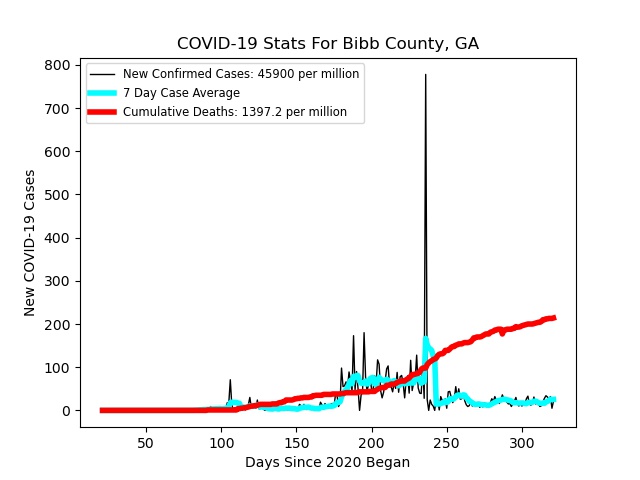 COVID-19 Stats For Bibb County, GA
New Confirmed Cases: 45900 per million
7 Day Case Average
Cumulative Deaths: 1397.2 per million
New COVID-19 Cases
800
700
600
500
400
300
200
100
0
50 100 150 200 250 300
Days Since 2020 Began